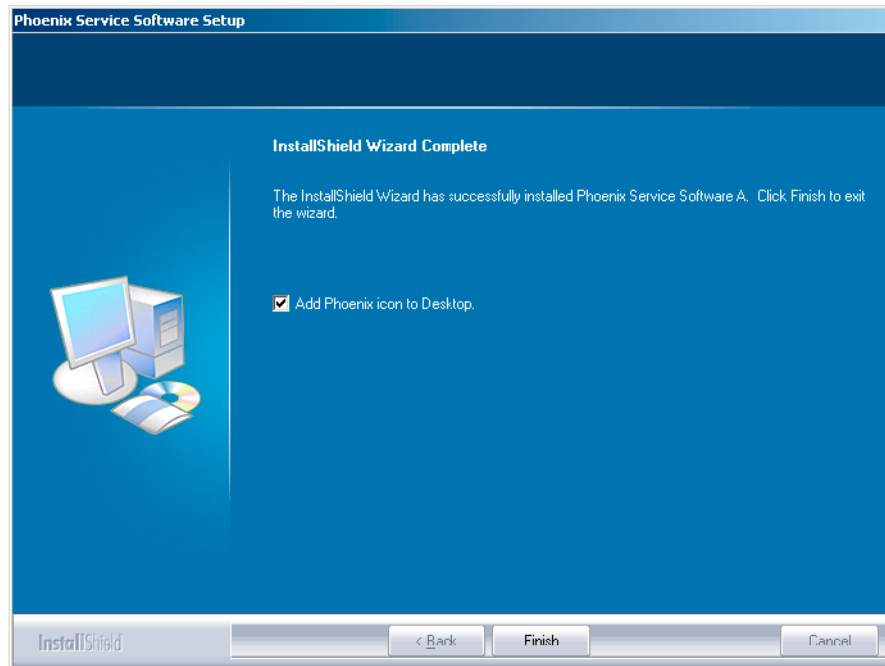 Phoenix Service Software Setup
InstallShield Wizard Complete
The InstallShield Wizard has successfully installed Phoenix Service Software A. Click Finish to exit
the wizard.
Add Phoenix icon to Desktop.
InstallShield
< Back
Finish
Cancel